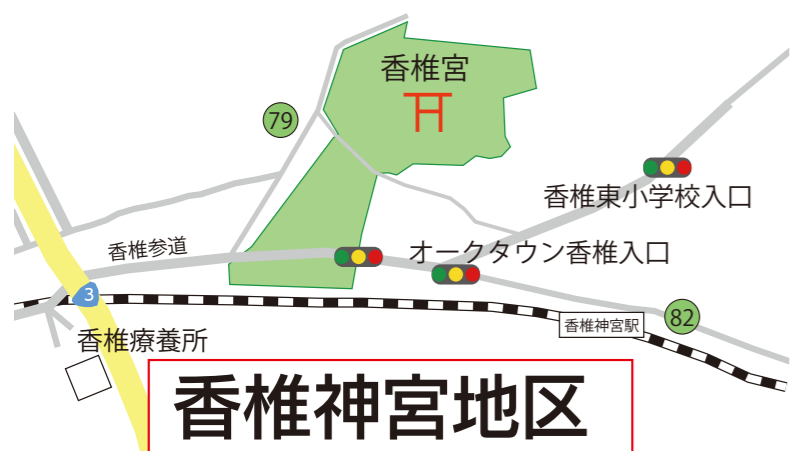 香椎宮
79
香椎東小学校入口
香椎参道
オークタウン香椎入口
3
82
香椎神宮駅
香椎療養所
香椎神宮地区